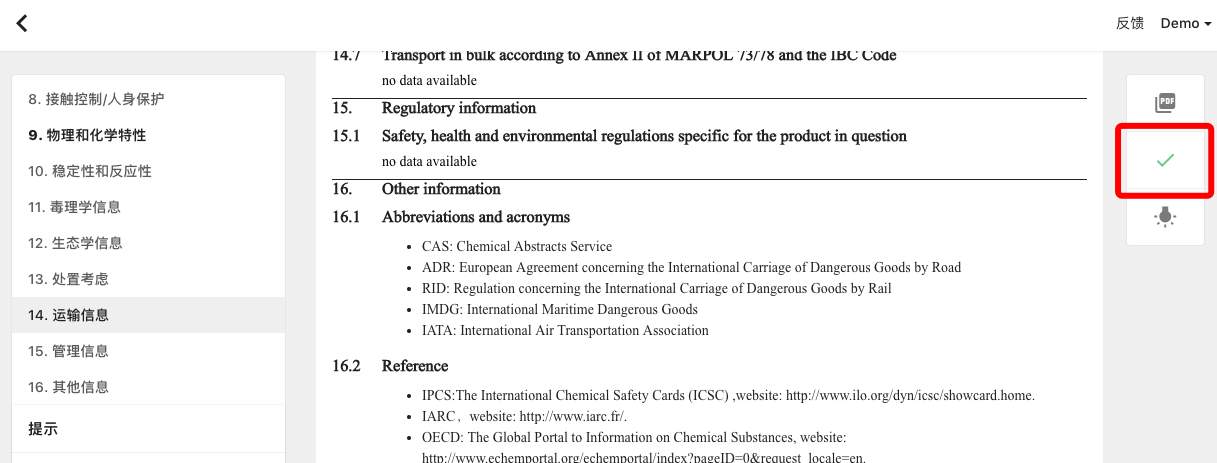 反馈 Demo
8. 接触控制/人身保护
9. 物理和化学特性
10. 稳定性和反应性
11. 毒理学信息
12. 生态学信息
13. 处置考虑
14. 运输信息
15. 管理信息
16. 其他信息
提示
14.7 Transport in bulk according to Annex II of MARPOL 73/78 and the IBC Code
no data available
15. Regulatory information
15.1 Safety, health and environmental regulations specific for the product in question
no data available
16. Other information
16.1 Abbreviations and acronyms
• CAS: Chemical Abstracts Service
• ADR: European Agreement concerning the International Carriage of Dangerous Goods by Road
• RID: Regulation concerning the International Carriage of Dangerous Goods by Rail
• IMDG: International Maritime Dangerous Goods
• IATA: International Air Transportation Association
16.2 Reference
• IPCS:The International Chemical Safety Cards (ICSC) ,website: http://www.ilo.org/dyn/icsc/showcard.home.
• IARC，website: http://www.iarc.fr/.
• OECD: The Global Portal to Information on Chemical Substances, website:
http://www.echemportal.org/echemportal/index?pageID=0&request_locale=en.
PDF